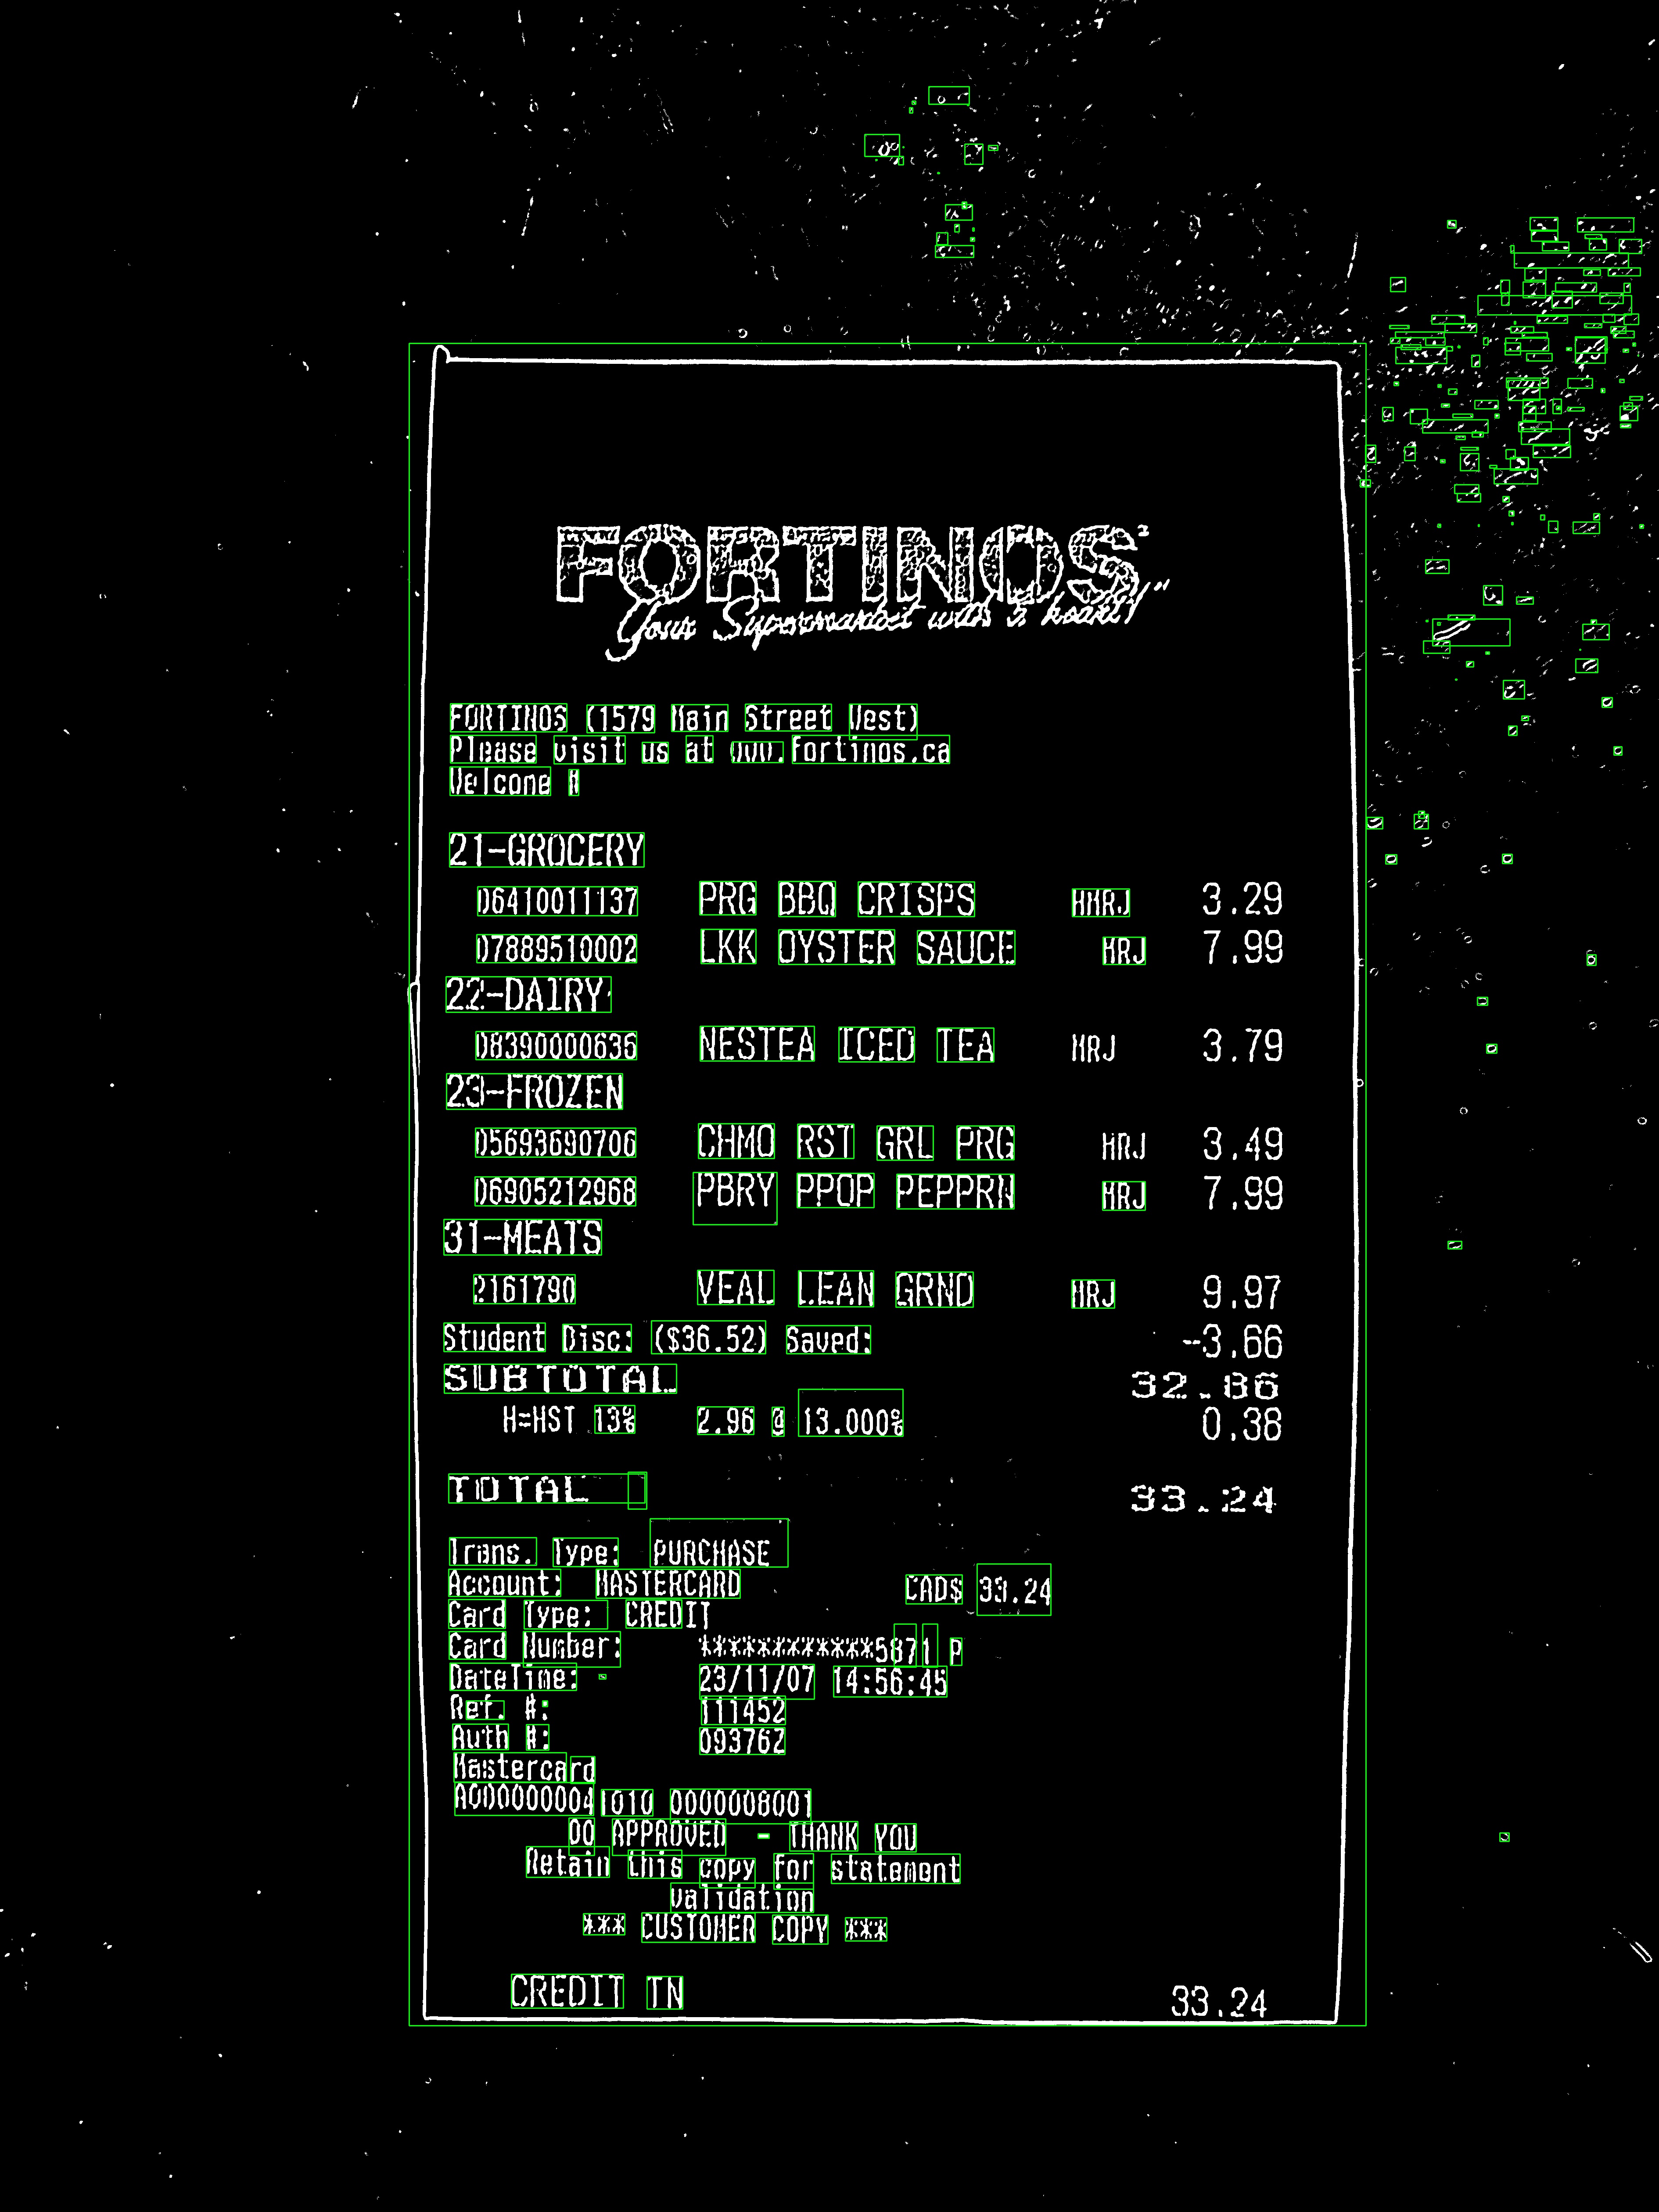 FORTINOS
Your Supermarket with a heart!"
FORTINOS (1579 Main Street West)
Please visit us at www.fortinos.ca
Welcome #
21-GROCERY
06410011137 PRG BBQ CRISPS HMRJ 3.29
07889510002 LKK OYSTER SAUCE MRJ 7.99
22-DAIRY
08390000636 NESTEA ICED TEA MRJ 3.79
23-FROZEN
05693690706 CHMO RST GRL PRG MRJ 3.49
06905212968 PBRY PPOP PEPPRN MRJ 7.99
31-MEATS
2161790 VEAL LEAN GRND MRJ 9.97
Student Disc: ($36.52) Saved: -3.66
SUBTOTAL 32.86
H=HST 13% 2.96 @ 13.000% 0.38
TOTAL 33.24
Trans. Type: PURCHASE
Account: MASTERCARD CAD$ 33.24
Card Type: CREDIT
Card Number: ************5871 P
DateTime: 23/11/07 14:56:45
Ref. #: 111452
Auth #: 093762
Mastercard
A0000000041010 0000008001
00 APPROVED - THANK YOU
Retain this copy for statement
validation
*** CUSTOMER COPY ***
CREDIT TN 33.24